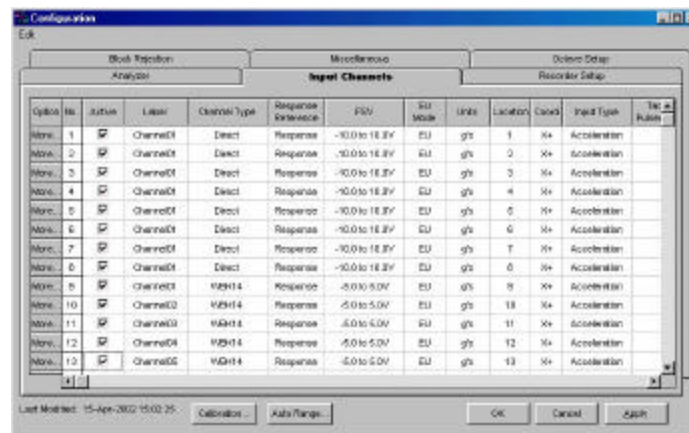 Configuration
Edit
Block Rejection Miscellaneous Octave Setup
Analyzer Input Channels Recorder Setup
Option No. Active Label Channel Type Response Reference FSV EU Mode Units Location Coord Input Type
More... 1 Channel01 Direct Response -10.0 to 10.0V EU g's 1 X+ Acceleration
More... 2 Channel01 Direct Response -10.0 to 10.0V EU g's 2 X+ Acceleration
More... 3 Channel01 Direct Response -10.0 to 10.0V EU g's 3 X+ Acceleration
More... 4 Channel01 Direct Response -10.0 to 10.0V EU g's 4 X+ Acceleration
More... 5 Channel01 Direct Response -10.0 to 10.0V EU g's 5 X+ Acceleration
More... 6 Channel01 Direct Response -10.0 to 10.0V EU g's 6 X+ Acceleration
More... 7 Channel01 Direct Response -10.0 to 10.0V EU g's 7 X+ Acceleration
More... 8 Channel01 Direct Response -10.0 to 10.0V EU g's 8 X+ Acceleration
More... 9 Channel01 Response -5.0 to 5.0V EU g's 9 X+ Acceleration
More... 10 Channel02 Response -5.0 to 5.0V EU g's 10 X+ Acceleration
More... 11 Channel03 Response -5.0 to 5.0V EU g's 11 X+ Acceleration
More... 12 Channel04 Response -5.0 to 5.0V EU g's 12 X+ Acceleration
More... 13 Channel05 Response -5.0 to 5.0V EU g's 13 X+ Acceleration
Last Modified: 15-Apr-2002 15:02:25 Calibration... Auto Range... OK Cancel Apply